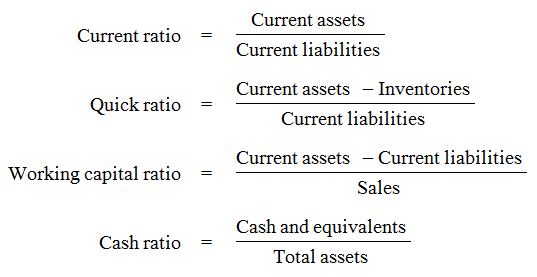 Current ratio = Current assets / Current liabilities
Quick ratio = Current assets – Inventories / Current liabilities
Working capital ratio = Current assets – Current liabilities / Sales
Cash ratio = Cash and equivalents / Total assets